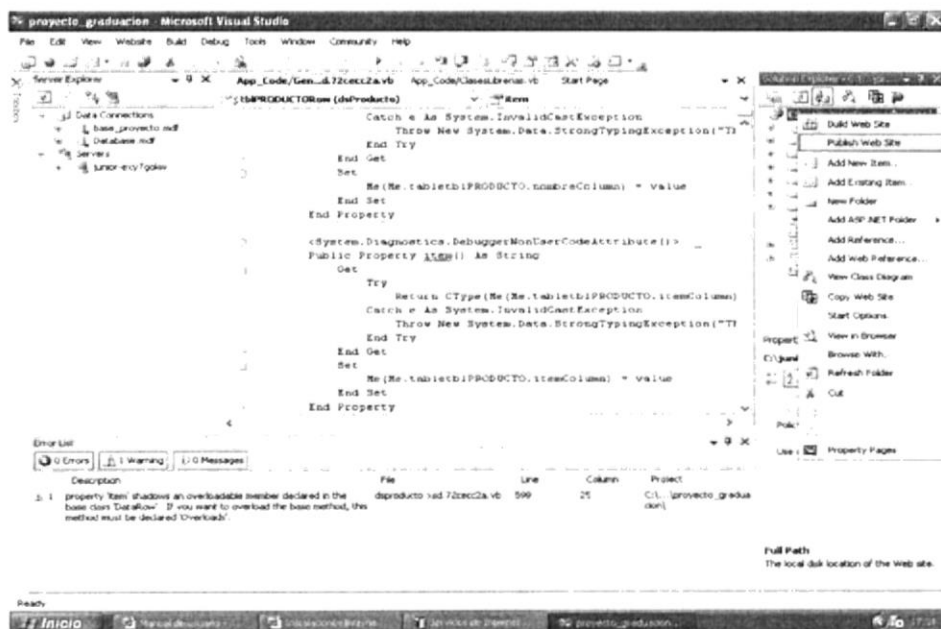 proyecto_graduacion - Microsoft Visual Studio
File Edit View Website Build Debug Tools Window Community Help
Server Explorer
App_Code/Gen...d.72cecc2a.vb App_Code/ClasesLibrerias.vb Start Page
tblPRODUCTORow (dsProducto) item
Data Connections
base_proyecto.mdf
Database.mdf
Servers
Catch e As System.InvalidCastException
Throw New System.Data.StrongTypingException("Th
End Try
End Get
Set
Me(Me.tabletblPRODUCTO.nombreColumn) = value
End Set
End Property
<System.Diagnostics.DebuggerNonUserCodeAttribute()> _
Public Property item() As String
Get
Try
Return CType(Me(Me.tabletblPRODUCTO.itemColumn)
Catch e As System.InvalidCastException
Throw New System.Data.StrongTypingException("Th
End Try
End Get
Set
Me(Me.tabletblPRODUCTO.itemColumn) = value
End Set
End Property
Build Web Site
Publish Web Site
Add New Item...
Add Existing Item...
New Folder
Add ASP.NET Folder
Add Reference...
Add Web Reference...
View Class Diagram
Copy Web Site
Start Options
View in Browser
Browse With...
Refresh Folder
Cut
Property Pages
Error List
0 Errors 1 Warning 0 Messages
Description File Line Column Project
1 property 'item' shadows an overloadable member declared in the dsproducto.xsd.72cecc2a.vb 599 25 C:\...\proyecto_gradua
base class 'DataRow'. If you want to overload the base method, this cion\
method must be declared 'Overloads'.
Full Path
The local disk location of the Web site.
Ready
Inicio proyecto_graduacion...